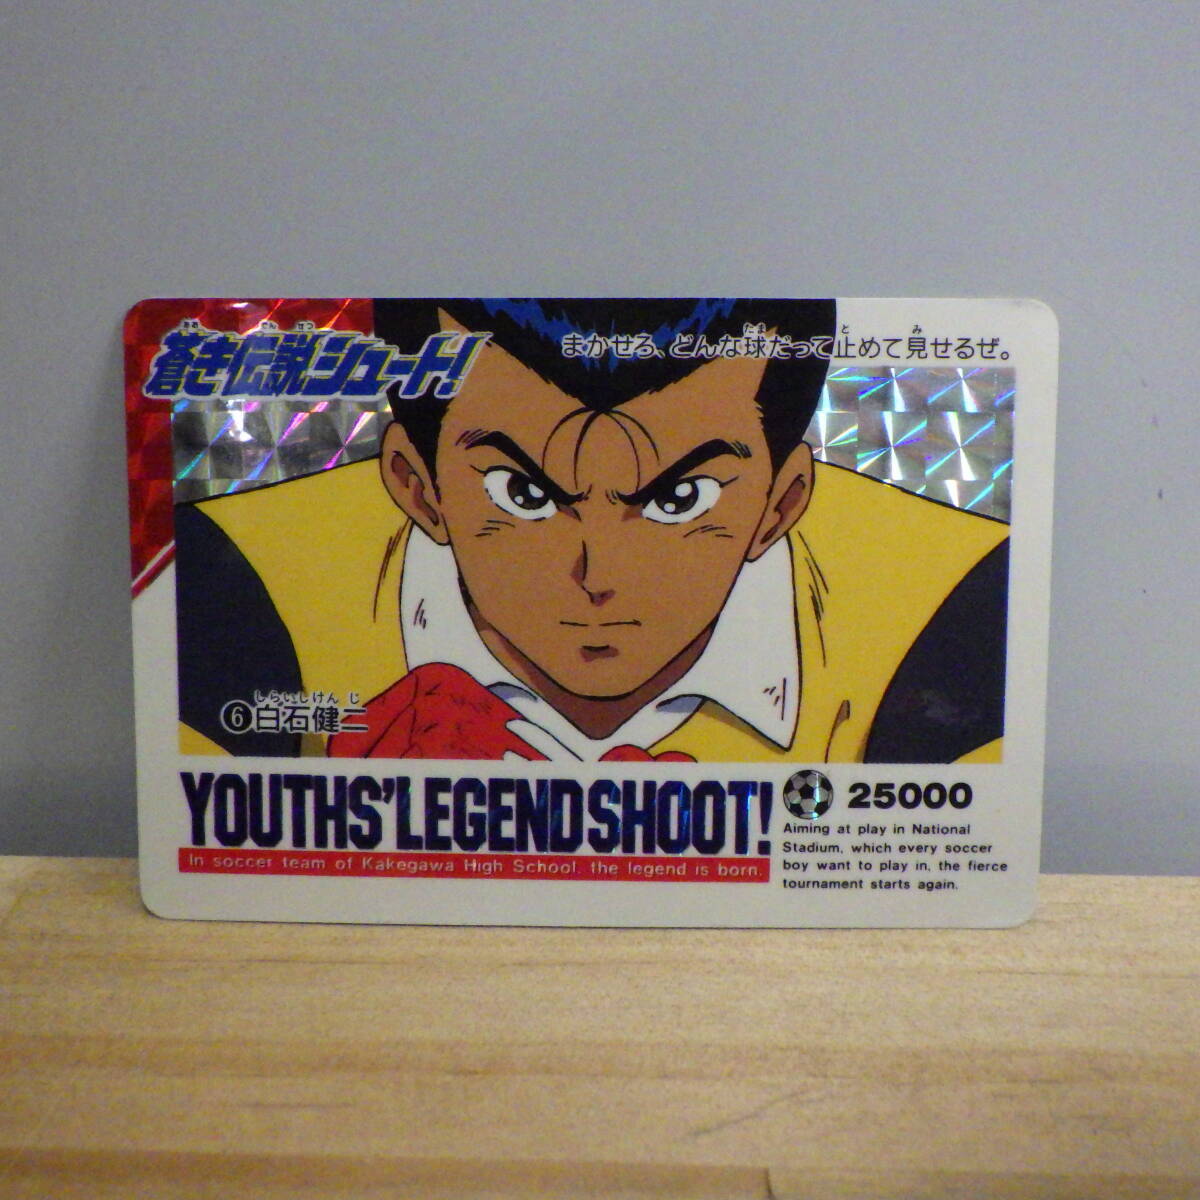 蒼き伝説シュート!
まかせろ、どんな球だって止めて見せるぜ。
⑥白石健二
YOUTHS' LEGEND SHOOT!
In soccer team of Kakegawa High School, the legend is born.
25000
Aiming at play in National
Stadium, which every soccer
boy want to play in, the fierce
tournament starts again.